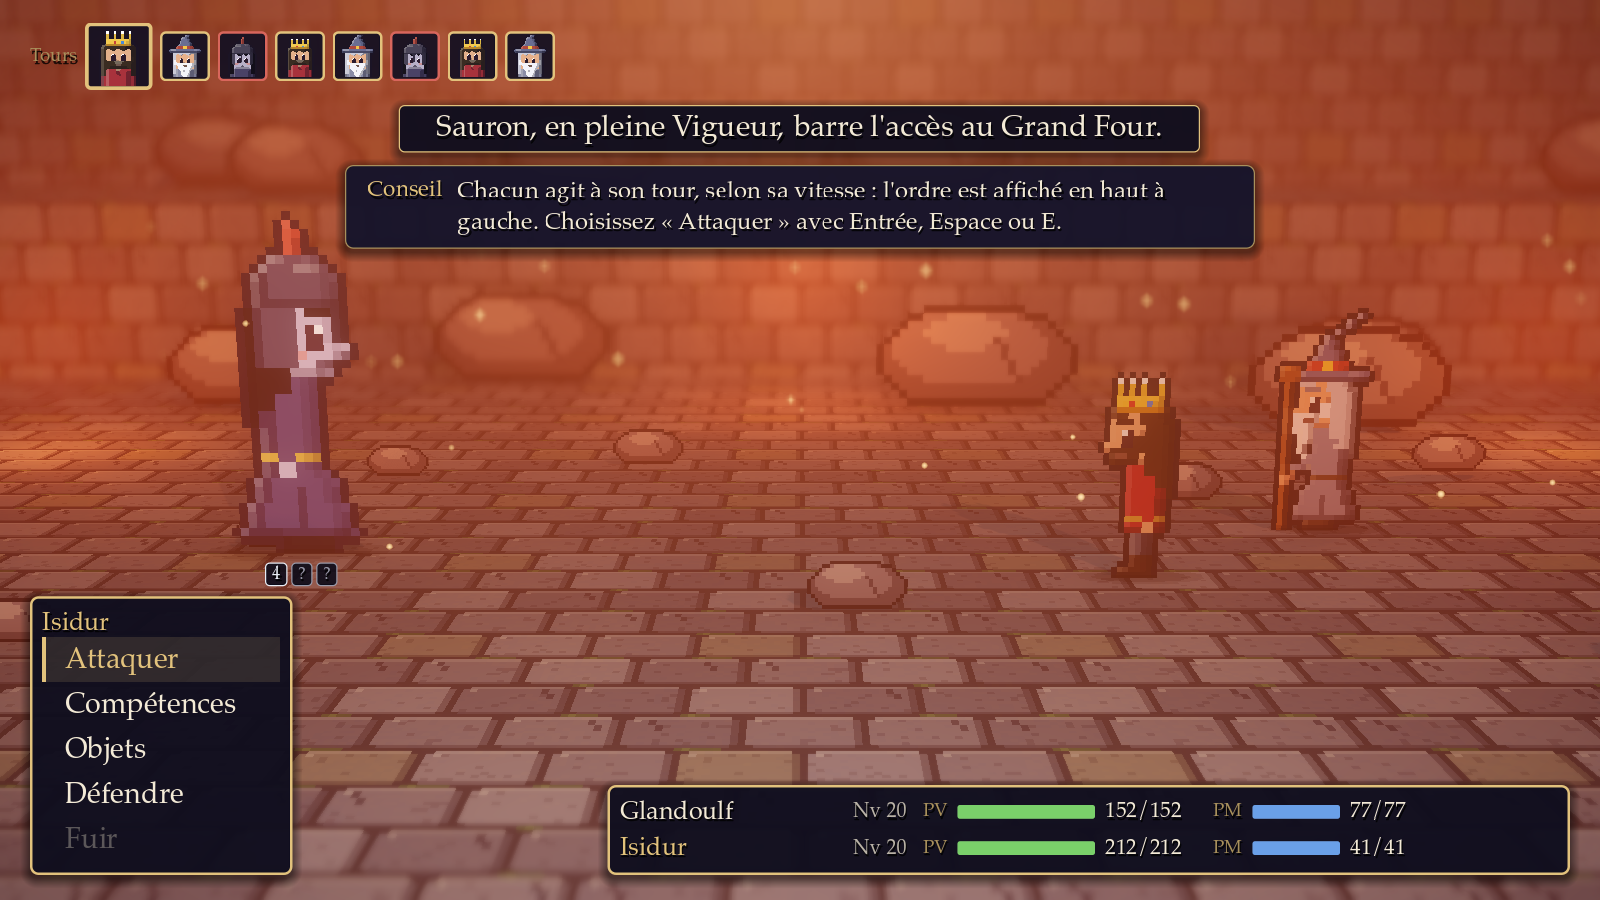 Tours
Sauron, en pleine Vigueur, barre l'accès au Grand Four.
Conseil Chacun agit à son tour, selon sa vitesse : l'ordre est affiché en haut à
gauche. Choisissez « Attaquer » avec Entrée, Espace ou E.
4 ? ?
Isidur
Attaquer
Compétences
Objets
Défendre
Fuir
Glandoulf Nv 20 PV 152/152 PM 77/77
Isidur Nv 20 PV 212/212 PM 41/41